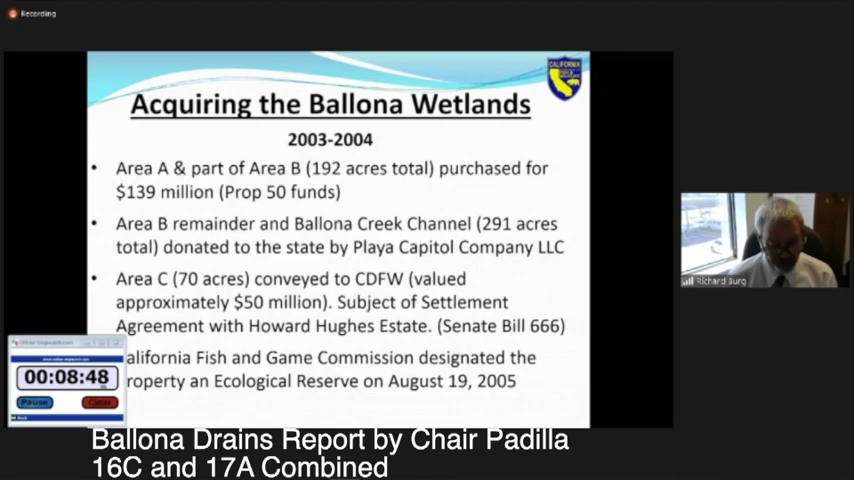 Recording
CALIFORNIA
Acquiring the Ballona Wetlands
2003-2004
• Area A & part of Area B (192 acres total) purchased for
$139 million (Prop 50 funds)
• Area B remainder and Ballona Creek Channel (291 acres
total) donated to the state by Playa Capitol Company LLC
• Area C (70 acres) conveyed to CDFW (valued
approximately $50 million). Subject of Settlement
Agreement with Howard Hughes Estate. (Senate Bill 666)
alifornia Fish and Game Commission designated the
roperty an Ecological Reserve on August 19, 2005
Richard Burg
00:08:48
Pause
Clear
Ballona Drains Report by Chair Padilla
16C and 17A Combined